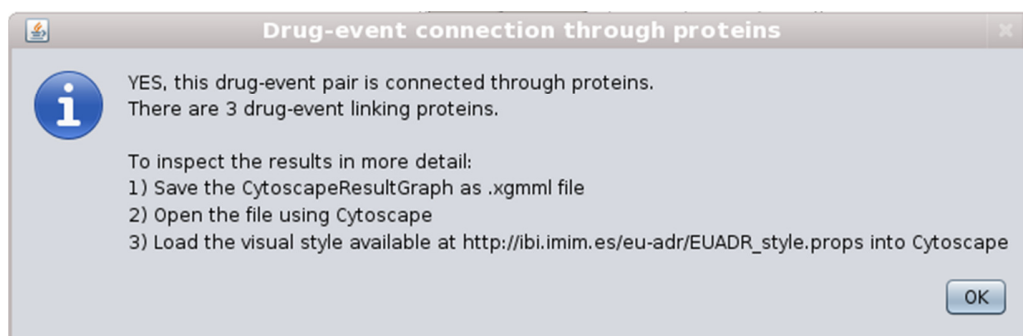 Drug-event connection through proteins
YES, this drug-event pair is connected through proteins.
There are 3 drug-event linking proteins.
To inspect the results in more detail:
1) Save the CytoscapeResultGraph as .xgmml file
2) Open the file using Cytoscape
3) Load the visual style available at http://ibi.imim.es/eu-adr/EUADR_style.props into Cytoscape
OK